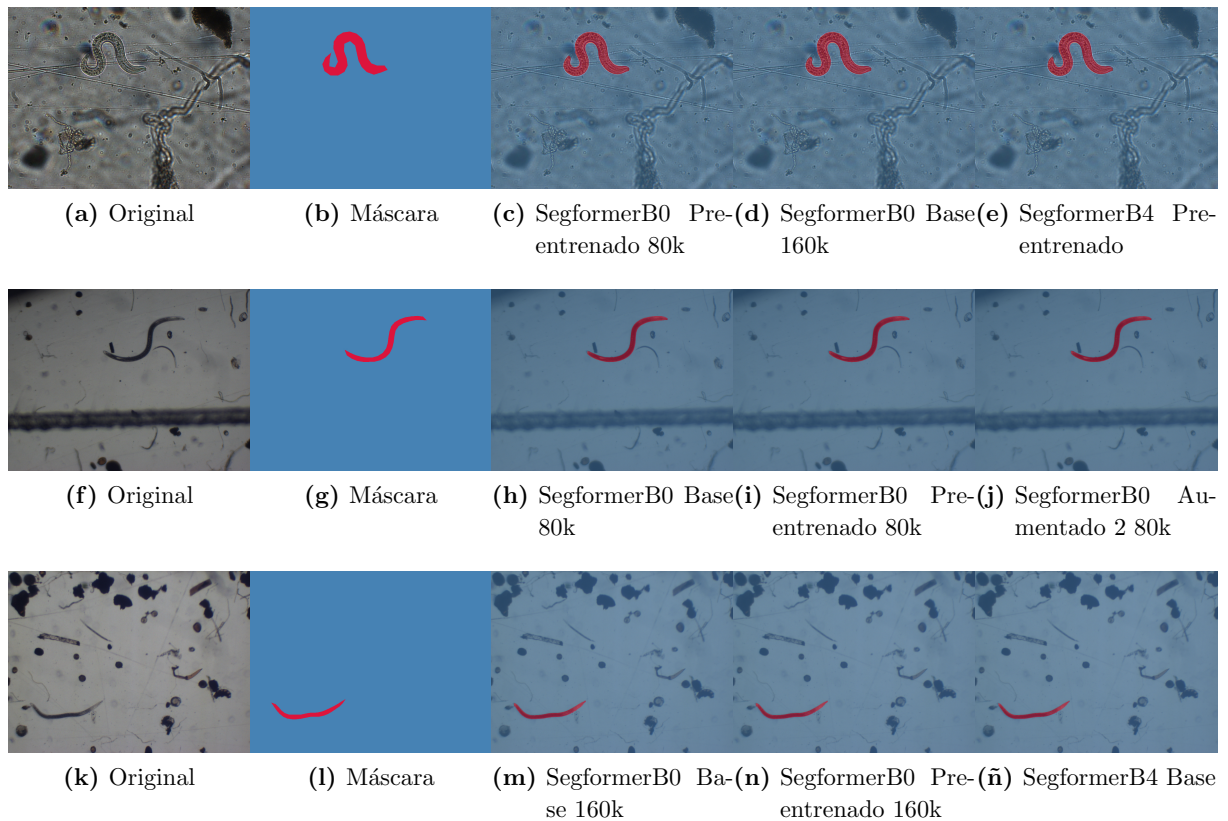 (a) Original
(b) Máscara
(c) SegformerB0 Pre-
entrenado 80k
(d) SegformerB0 Base
160k
(e) SegformerB4 Pre-
entrenado
(f) Original
(g) Máscara
(h) SegformerB0 Base
80k
(i) SegformerB0 Pre-
entrenado 80k
(j) SegformerB0 Au-
mentado 2 80k
(k) Original
(l) Máscara
(m) SegformerB0 Ba-
se 160k
(n) SegformerB0 Pre-
entrenado 160k
(ñ) SegformerB4 Base